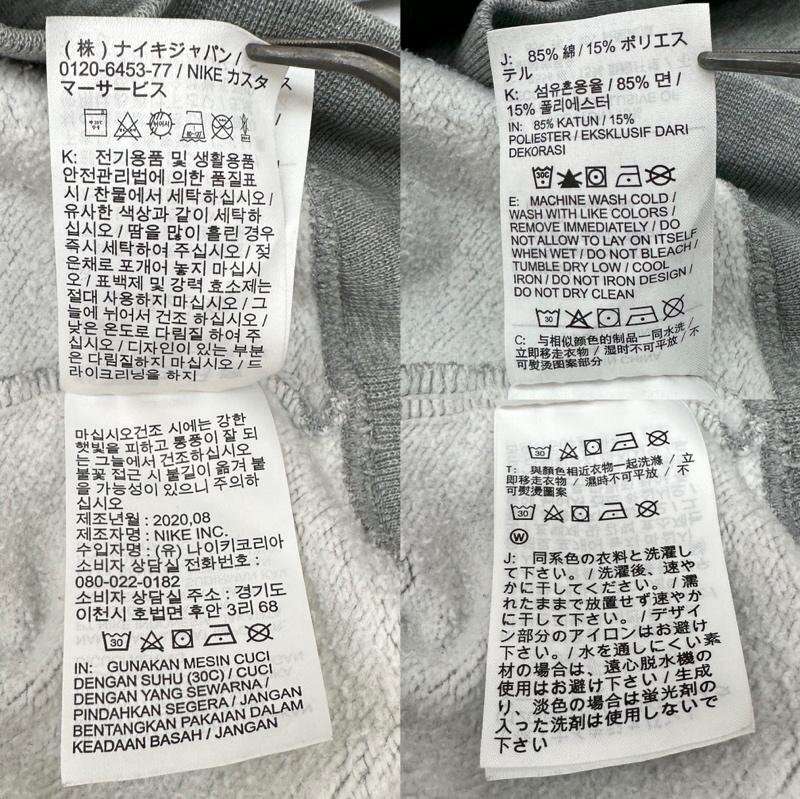 (株)ナイキジャパン/
0120-6453-77 / NIKE カスタ
マーサービス
K: 전기용품 및 생활용품
안전관리법에 의한 품질표
시 / 찬물에서 세탁하십시오 /
유사한 색상과 같이 세탁하
십시오 / 땀을 많이 흘린 경우
즉시 세탁하여 주십시오 / 젖
은채로 포개어 놓지 마십시
오 / 표백제 및 강력 효소제는
절대 사용하지 마십시오 / 그
늘에 뉘어서 건조 하십시오 /
낮은 온도로 다림질 하여 주
십시오 / 디자인이 있는 부분
은 다림질하지 마십시오 / 드
라이크리닝을 하지
마십시오건조 시에는 강한
햇빛을 피하고 통풍이 잘 되
는 그늘에서 건조하십시오
불꽃 접근 시 불길이 옮겨 붙
을 가능성이 있으니 주의하
십시오
제조년월 : 2020,08
제조자명 : NIKE INC.
수입자명 : (유) 나이키코리아
소비자 상담실 전화번호 :
080-022-0182
소비자 상담실 주소 : 경기도
이천시 호법면 후안 3리 68
30
IN: GUNAKAN MESIN CUCI
DENGAN SUHU (30C) / CUCI
DENGAN YANG SEWARNA /
PINDAHKAN SEGERA / JANGAN
BENTANGKAN PAKAIAN DALAM
KEADAAN BASAH / JANGAN
J: 85% 綿 / 15% ポリエス
テル
K: 섬유혼용율 / 85% 면 /
15% 폴리에스터
IN: 85% KATUN / 15%
POLIESTER / EKSKLUSIF DARI
DEKORASI
30C
E: MACHINE WASH COLD /
WASH WITH LIKE COLORS /
REMOVE IMMEDIATELY / DO
NOT ALLOW TO LAY ON ITSELF
WHEN WET / DO NOT BLEACH /
TUMBLE DRY LOW / COOL
IRON / DO NOT IRON DESIGN /
DO NOT DRY CLEAN
30
C: 与相似颜色的制品一同水洗 /
立即移走衣物 / 湿时不可平放 / 不
可熨烫图案部分
30
T: 與顏色相近衣物一起洗滌 / 立
即移走衣物 / 濕時不可平放 / 不
可熨燙圖案
30
W
J: 同系色の衣料と洗濯し
て下さい。/ 洗濯後、速や
かに干してください。/ 濡
れたままで放置せず速やか
に干して下さい。/ デザイ
ン部分のアイロンはお避け
下さい。/ 水を通しにくい素
材の場合は、遠心脱水機の
使用はお避け下さい / 生成
り、淡色の場合は蛍光剤の
入った洗剤は使用しないで
下さい